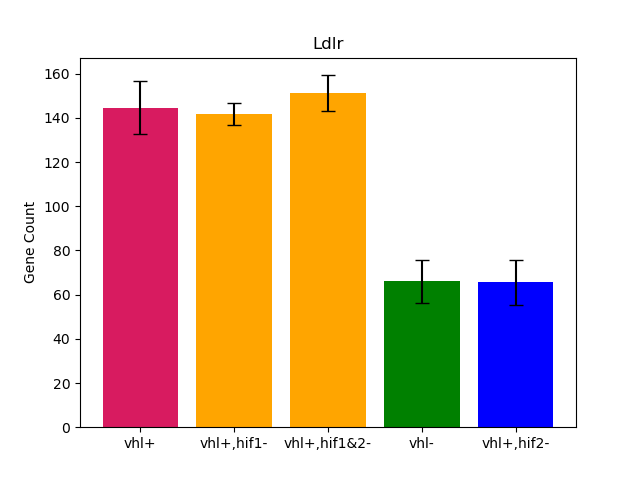 Ldlr
Gene Count
160
140
120
100
80
60
40
20
0
vhl+
vhl+,hif1-
vhl+,hif1&2-
vhl-
vhl+,hif2-